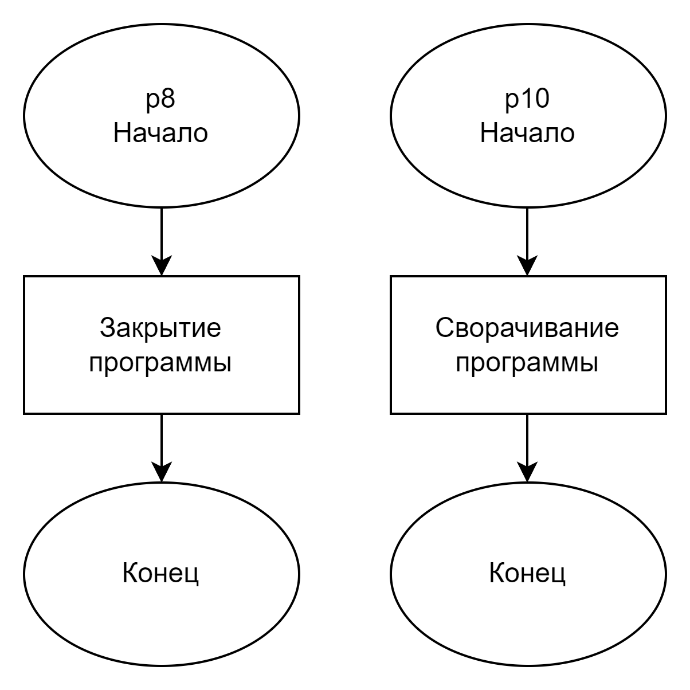 p8
Начало
Закрытие
программы
Конец
p10
Начало
Сворачивание
программы
Конец